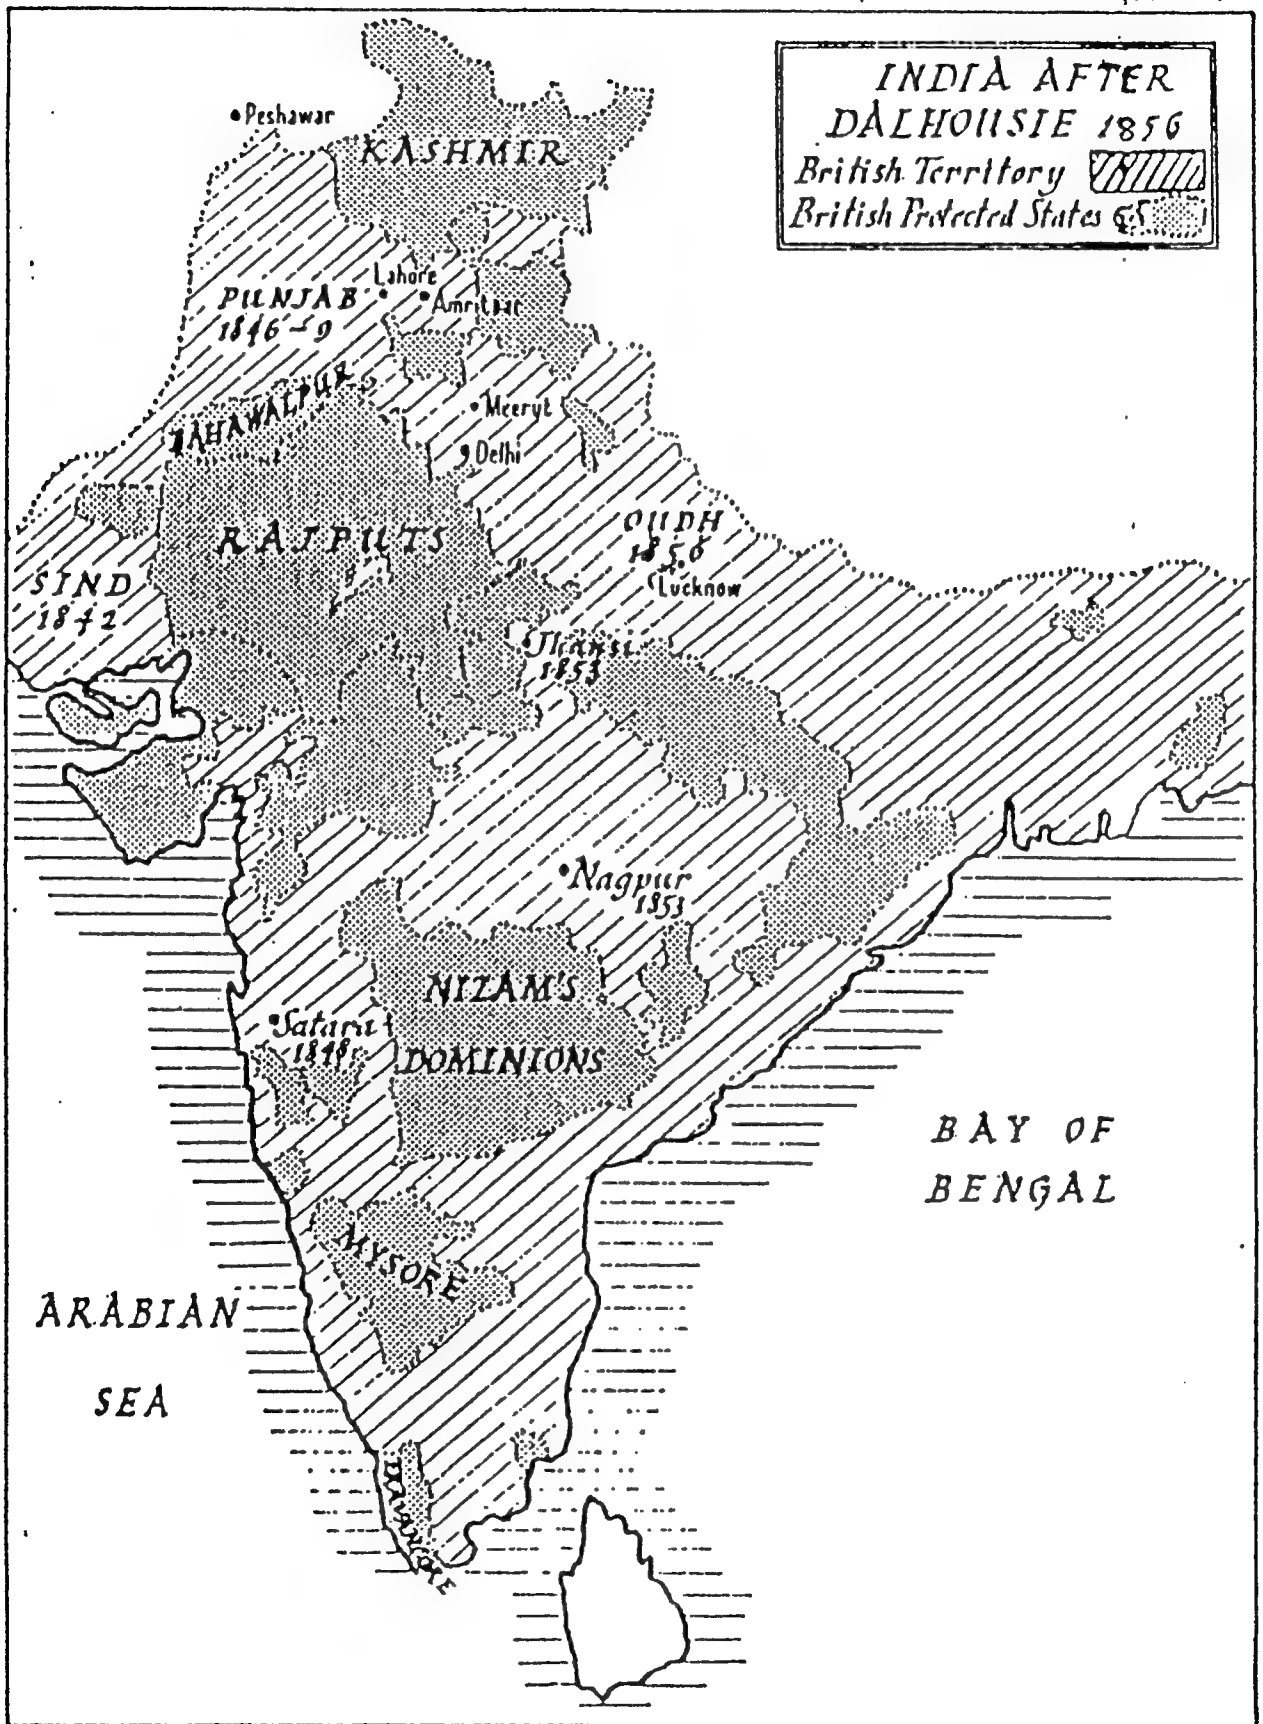 INDIA AFTER
DALHOUSIE 1856
British Territory
British Protected States
Peshawar
KASHMIR
Lahore
Amritsar
PUNJAB
1846-9
BAHAWALPUR
Meerut
Delhi
RAJPUTS
OUDH
1856
Lucknow
SIND
1842
Jhansi
1853
Nagpur
1853
NIZAM'S
DOMINIONS
Satara
1848
BAY OF
BENGAL
MYSORE
ARABIAN
SEA
TRAVANCORE